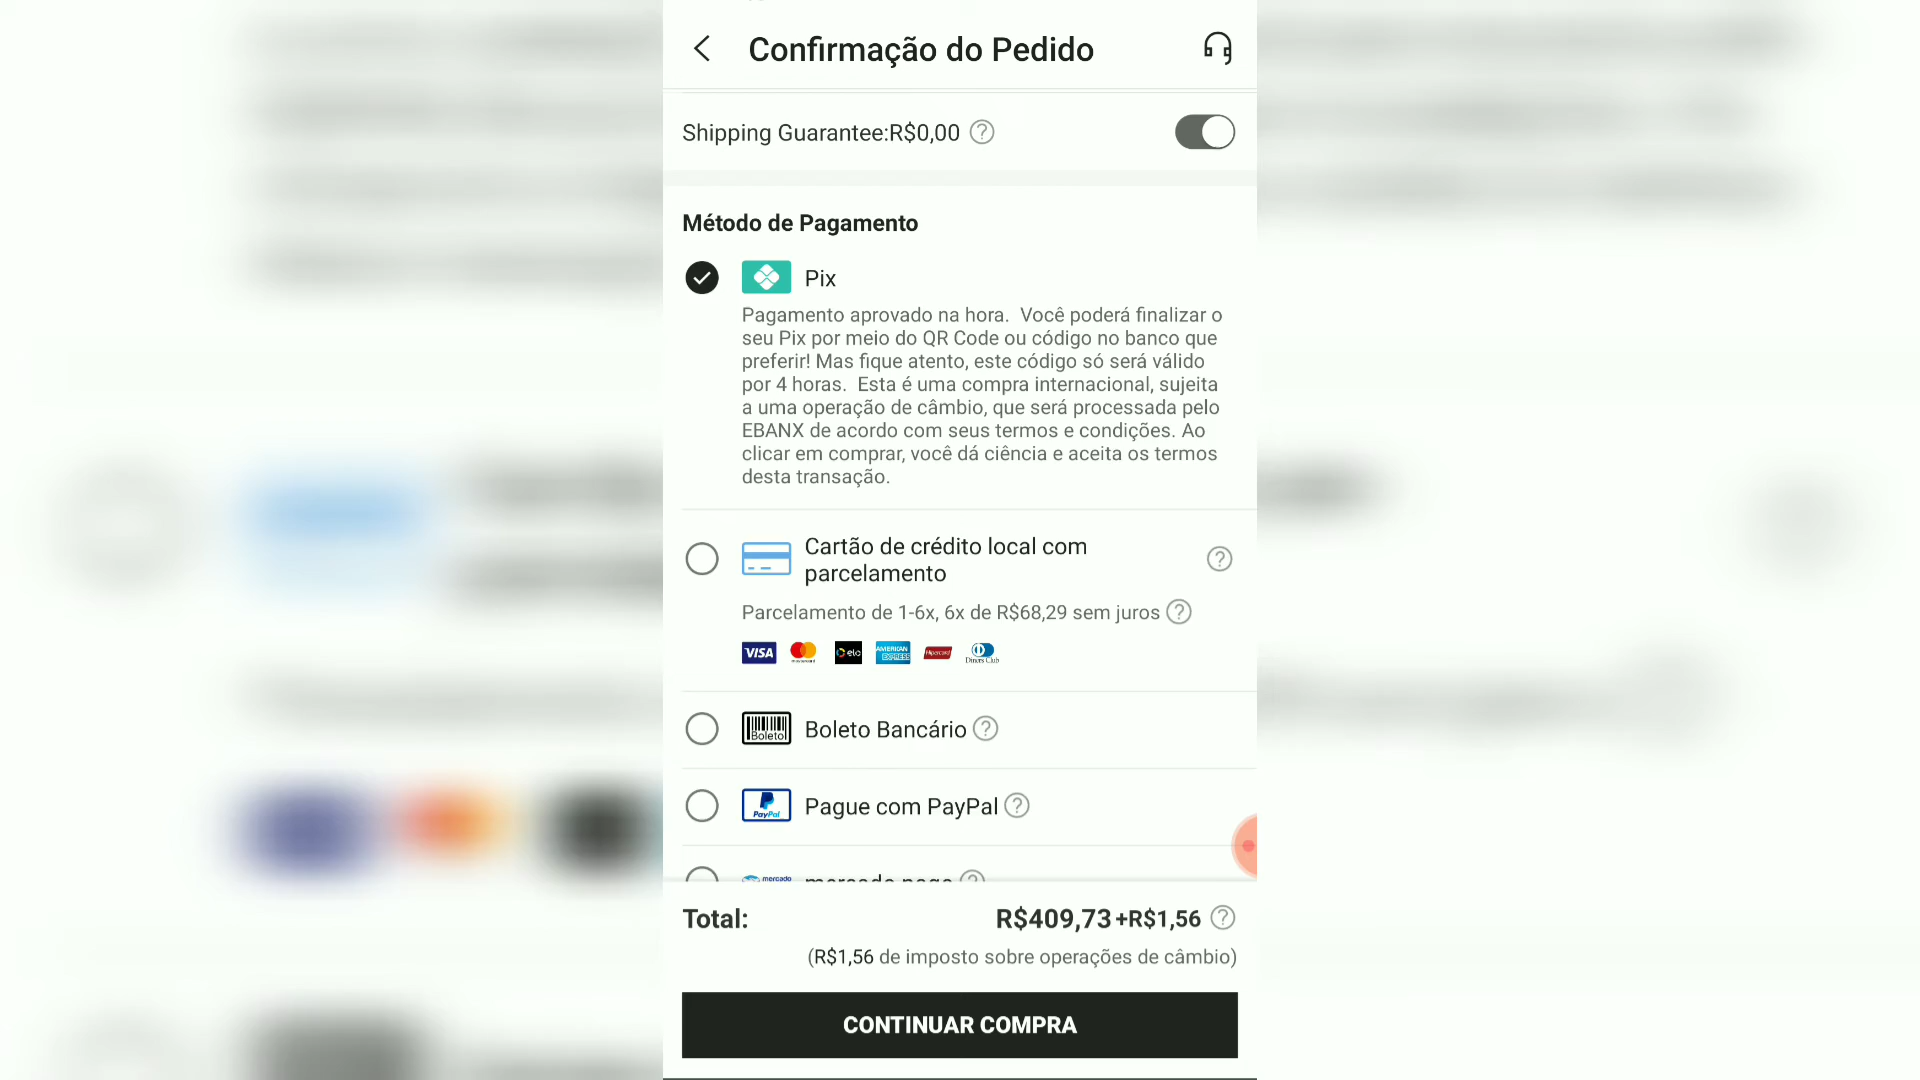 Confirmação do Pedido
Shipping Guarantee:R$0,00 ?
Método de Pagamento
Pix
Pagamento aprovado na hora.  Você poderá finalizar o
seu Pix por meio do QR Code ou código no banco que
preferir! Mas fique atento, este código só será válido
por 4 horas.  Esta é uma compra internacional, sujeita
a uma operação de câmbio, que será processada pelo
EBANX de acordo com seus termos e condições. Ao
clicar em comprar, você dá ciência e aceita os termos
desta transação.
Cartão de crédito local com
parcelamento ?
Parcelamento de 1-6x, 6x de R$68,29 sem juros ?
VISA mastercard elo AMERICAN EXPRESS Hipercard Diners Club
Boleto Boleto Bancário ?
PayPal Pague com PayPal ?
mercado mercado pago ?
Total: R$409,73+R$1,56 ?
(R$1,56 de imposto sobre operações de câmbio)
CONTINUAR COMPRA